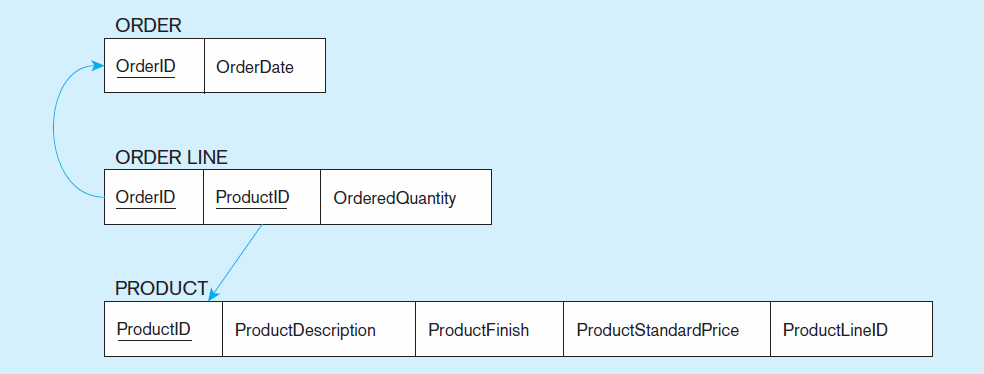 ORDER
OrderID OrderDate
ORDER LINE
OrderID ProductID OrderedQuantity
PRODUCT
ProductID ProductDescription ProductFinish ProductStandardPrice ProductLineID